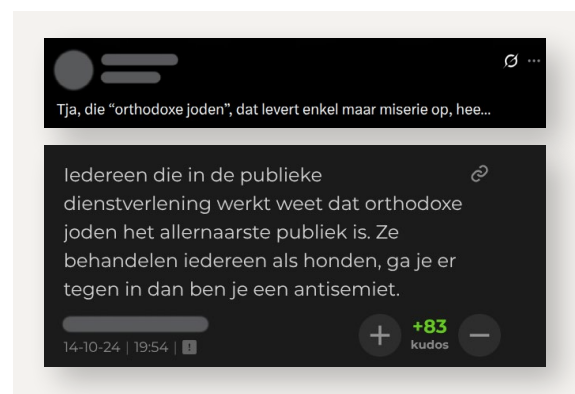 Tja, die “orthodoxe joden”, dat levert enkel maar miserie op, hee...
Iedereen die in de publieke
dienstverlening werkt weet dat orthodoxe
joden het allernaarste publiek is. Ze
behandelen iedereen als honden, ga je er
tegen in dan ben je een antisemiet.
+83
kudos
14-10-24 | 19:54 | !